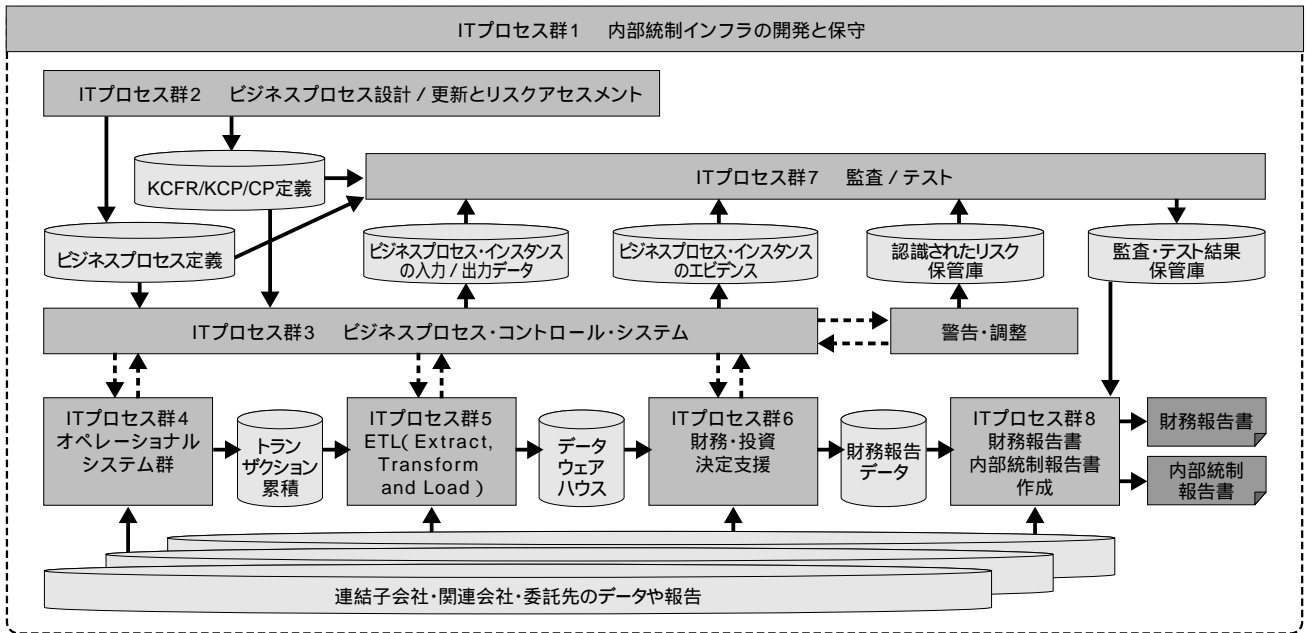 ITプロセス群1 内部統制インフラの開発と保守
ITプロセス群2 ビジネスプロセス設計 / 更新とリスクアセスメント
KCFR/KCP/CP定義
ITプロセス群7 監査 / テスト
ビジネスプロセス定義
ビジネスプロセス・インスタンス
の入力 / 出力データ
ビジネスプロセス・インスタンス
のエビデンス
認識されたリスク
保管庫
監査・テスト結果
保管庫
ITプロセス群3 ビジネスプロセス・コントロール・システム
警告・調整
ITプロセス群4
オペレーショナル
システム群
トラン
ザクション
累積
ITプロセス群5
ETL( Extract,
Transform
and Load )
データ
ウェア
ハウス
ITプロセス群6
財務・投資
決定支援
財務報告
データ
ITプロセス群8
財務報告書
内部統制報告書
作成
財務報告書
内部統制
報告書
連結子会社・関連会社・委託先のデータや報告